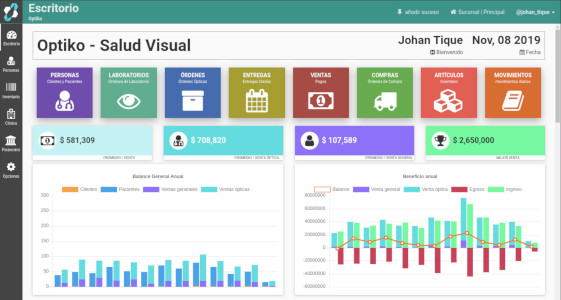 Escritorio
Optika
añadir suceso
Sucursal / Principal
@johan_tique
Escritorio
Personas
Inventario
Clínica
Financiero
Opciones
Optiko - Salud Visual
Johan Tique Nov, 08 2019
Bienvenido
Fecha
PERSONAS
Clientes y Pacientes
LABORATORIOS
Órdenes de Laboratorio
ÓRDENES
Órdenes Ópticas
ENTREGAS
Entregas Diarias
VENTAS
Pagos
COMPRAS
Órdenes de Compra
ARTÍCULOS
Inventario
MOVIMIENTOS
Movimientos diarios
$ 581,309
PROMEDIO / VENTA
$ 708,820
PROMEDIO / VENTA ÓPTICA
$ 107,589
PROMEDIO / VENTA GENERAL
$ 2,650,000
MEJOR VENTA
Balance General Anual
Clientes
Pacientes
Ventas generales
Ventas ópticas
300
250
200
150
100
50
0
Beneficio anual
Balance
Venta general
Venta óptica
Egreso
Ingreso
80000000
60000000
40000000
20000000
0
-20000000
-40000000
-60000000